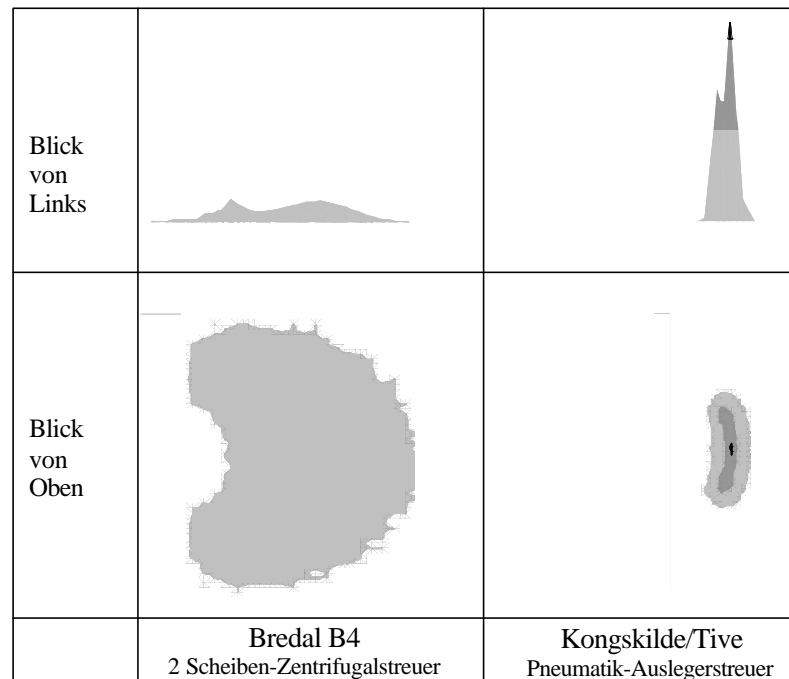 Blick
von
Links
Blick
von
Oben
Bredal B4
2 Scheiben-Zentrifugalstreuer
Kongskilde/Tive
Pneumatik-Auslegerstreuer